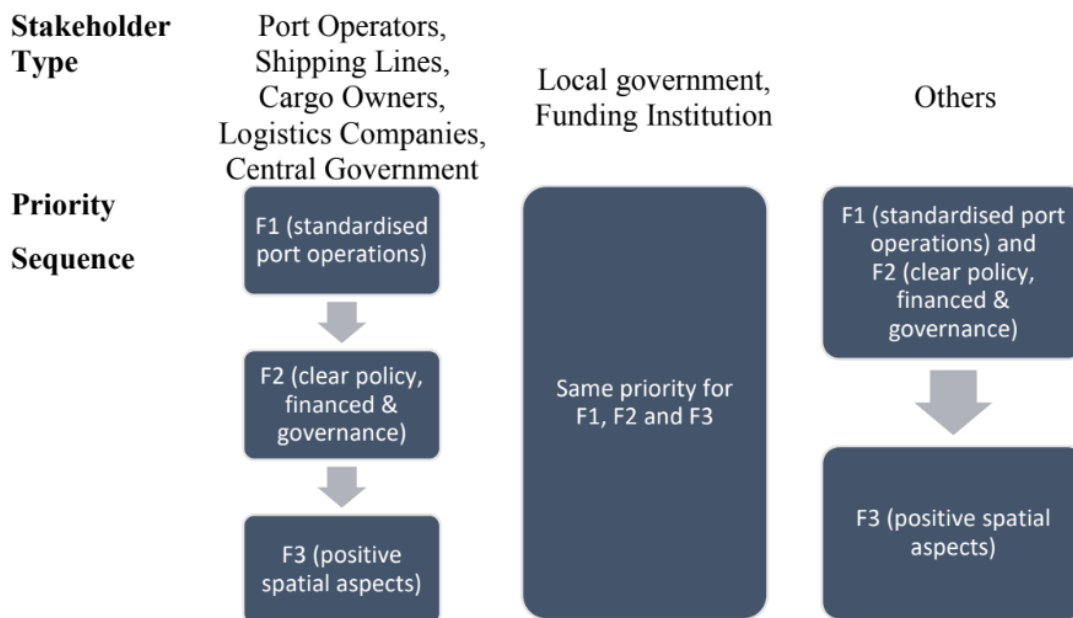 Stakeholder
Type
Port Operators,
Shipping Lines,
Cargo Owners,
Logistics Companies,
Central Government
Local government,
Funding Institution
Others
Priority
Sequence
F1 (standardised
port operations)
F2 (clear policy,
financed &
governance)
F3 (positive
spatial aspects)
Same priority for
F1, F2 and F3
F1 (standardised port
operations) and
F2 (clear policy,
financed &
governance)
F3 (positive spatial
aspects)